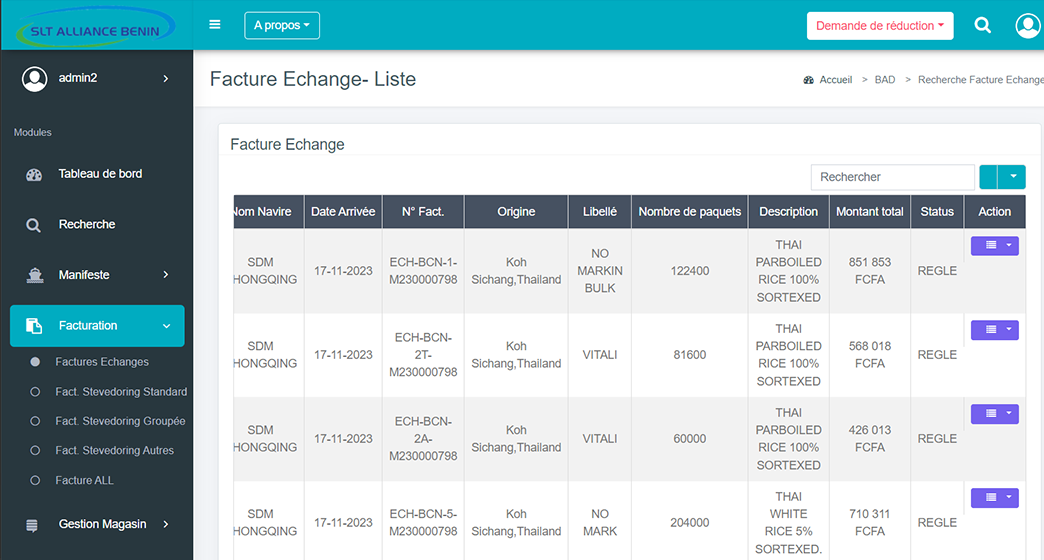 SLT ALLIANCE BENIN
A propos
Demande de réduction
admin2
Facture Echange- Liste
Accueil > BAD > Recherche Facture Echange
Modules
Tableau de bord
Recherche
Manifeste
Facturation
Factures Echanges
Fact. Stevedoring Standard
Fact. Stevedoring Groupée
Fact. Stevedoring Autres
Facture ALL
Gestion Magasin
Facture Echange
Rechercher
Nom Navire Date Arrivée N° Fact. Origine Libellé Nombre de paquets Description Montant total Status Action
SDM
HONGQING
17-11-2023
ECH-BCN-1-
M230000798
Koh
Sichang,Thailand
NO
MARKIN
BULK
122400
THAI
PARBOILED
RICE 100%
SORTEXED
851 853
FCFA
REGLE
SDM
HONGQING
17-11-2023
ECH-BCN-
2T-
M230000798
Koh
Sichang,Thailand
VITALI
81600
THAI
PARBOILED
RICE 100%
SORTEXED
568 018
FCFA
REGLE
SDM
HONGQING
17-11-2023
ECH-BCN-
2A-
M230000798
Koh
Sichang,Thailand
VITALI
60000
THAI
PARBOILED
RICE 100%
SORTEXED
426 013
FCFA
REGLE
SDM
HONGQING
17-11-2023
ECH-BCN-5-
M230000798
Koh
Sichang,Thailand
NO
MARK
204000
THAI
WHITE
RICE 5%
SORTEXED.
710 311
FCFA
REGLE